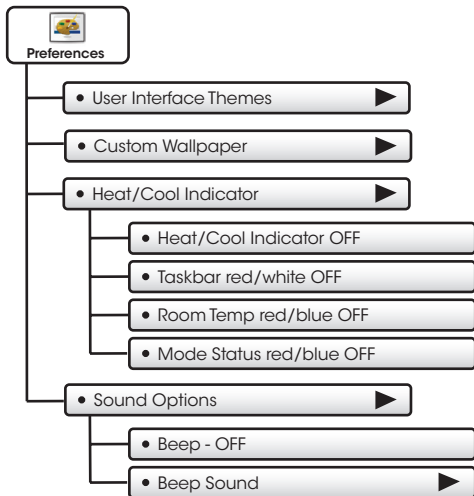 Preferences
• User Interface Themes
• Custom Wallpaper
• Heat/Cool Indicator
• Heat/Cool Indicator OFF
• Taskbar red/white OFF
• Room Temp red/blue OFF
• Mode Status red/blue OFF
• Sound Options
• Beep - OFF
• Beep Sound